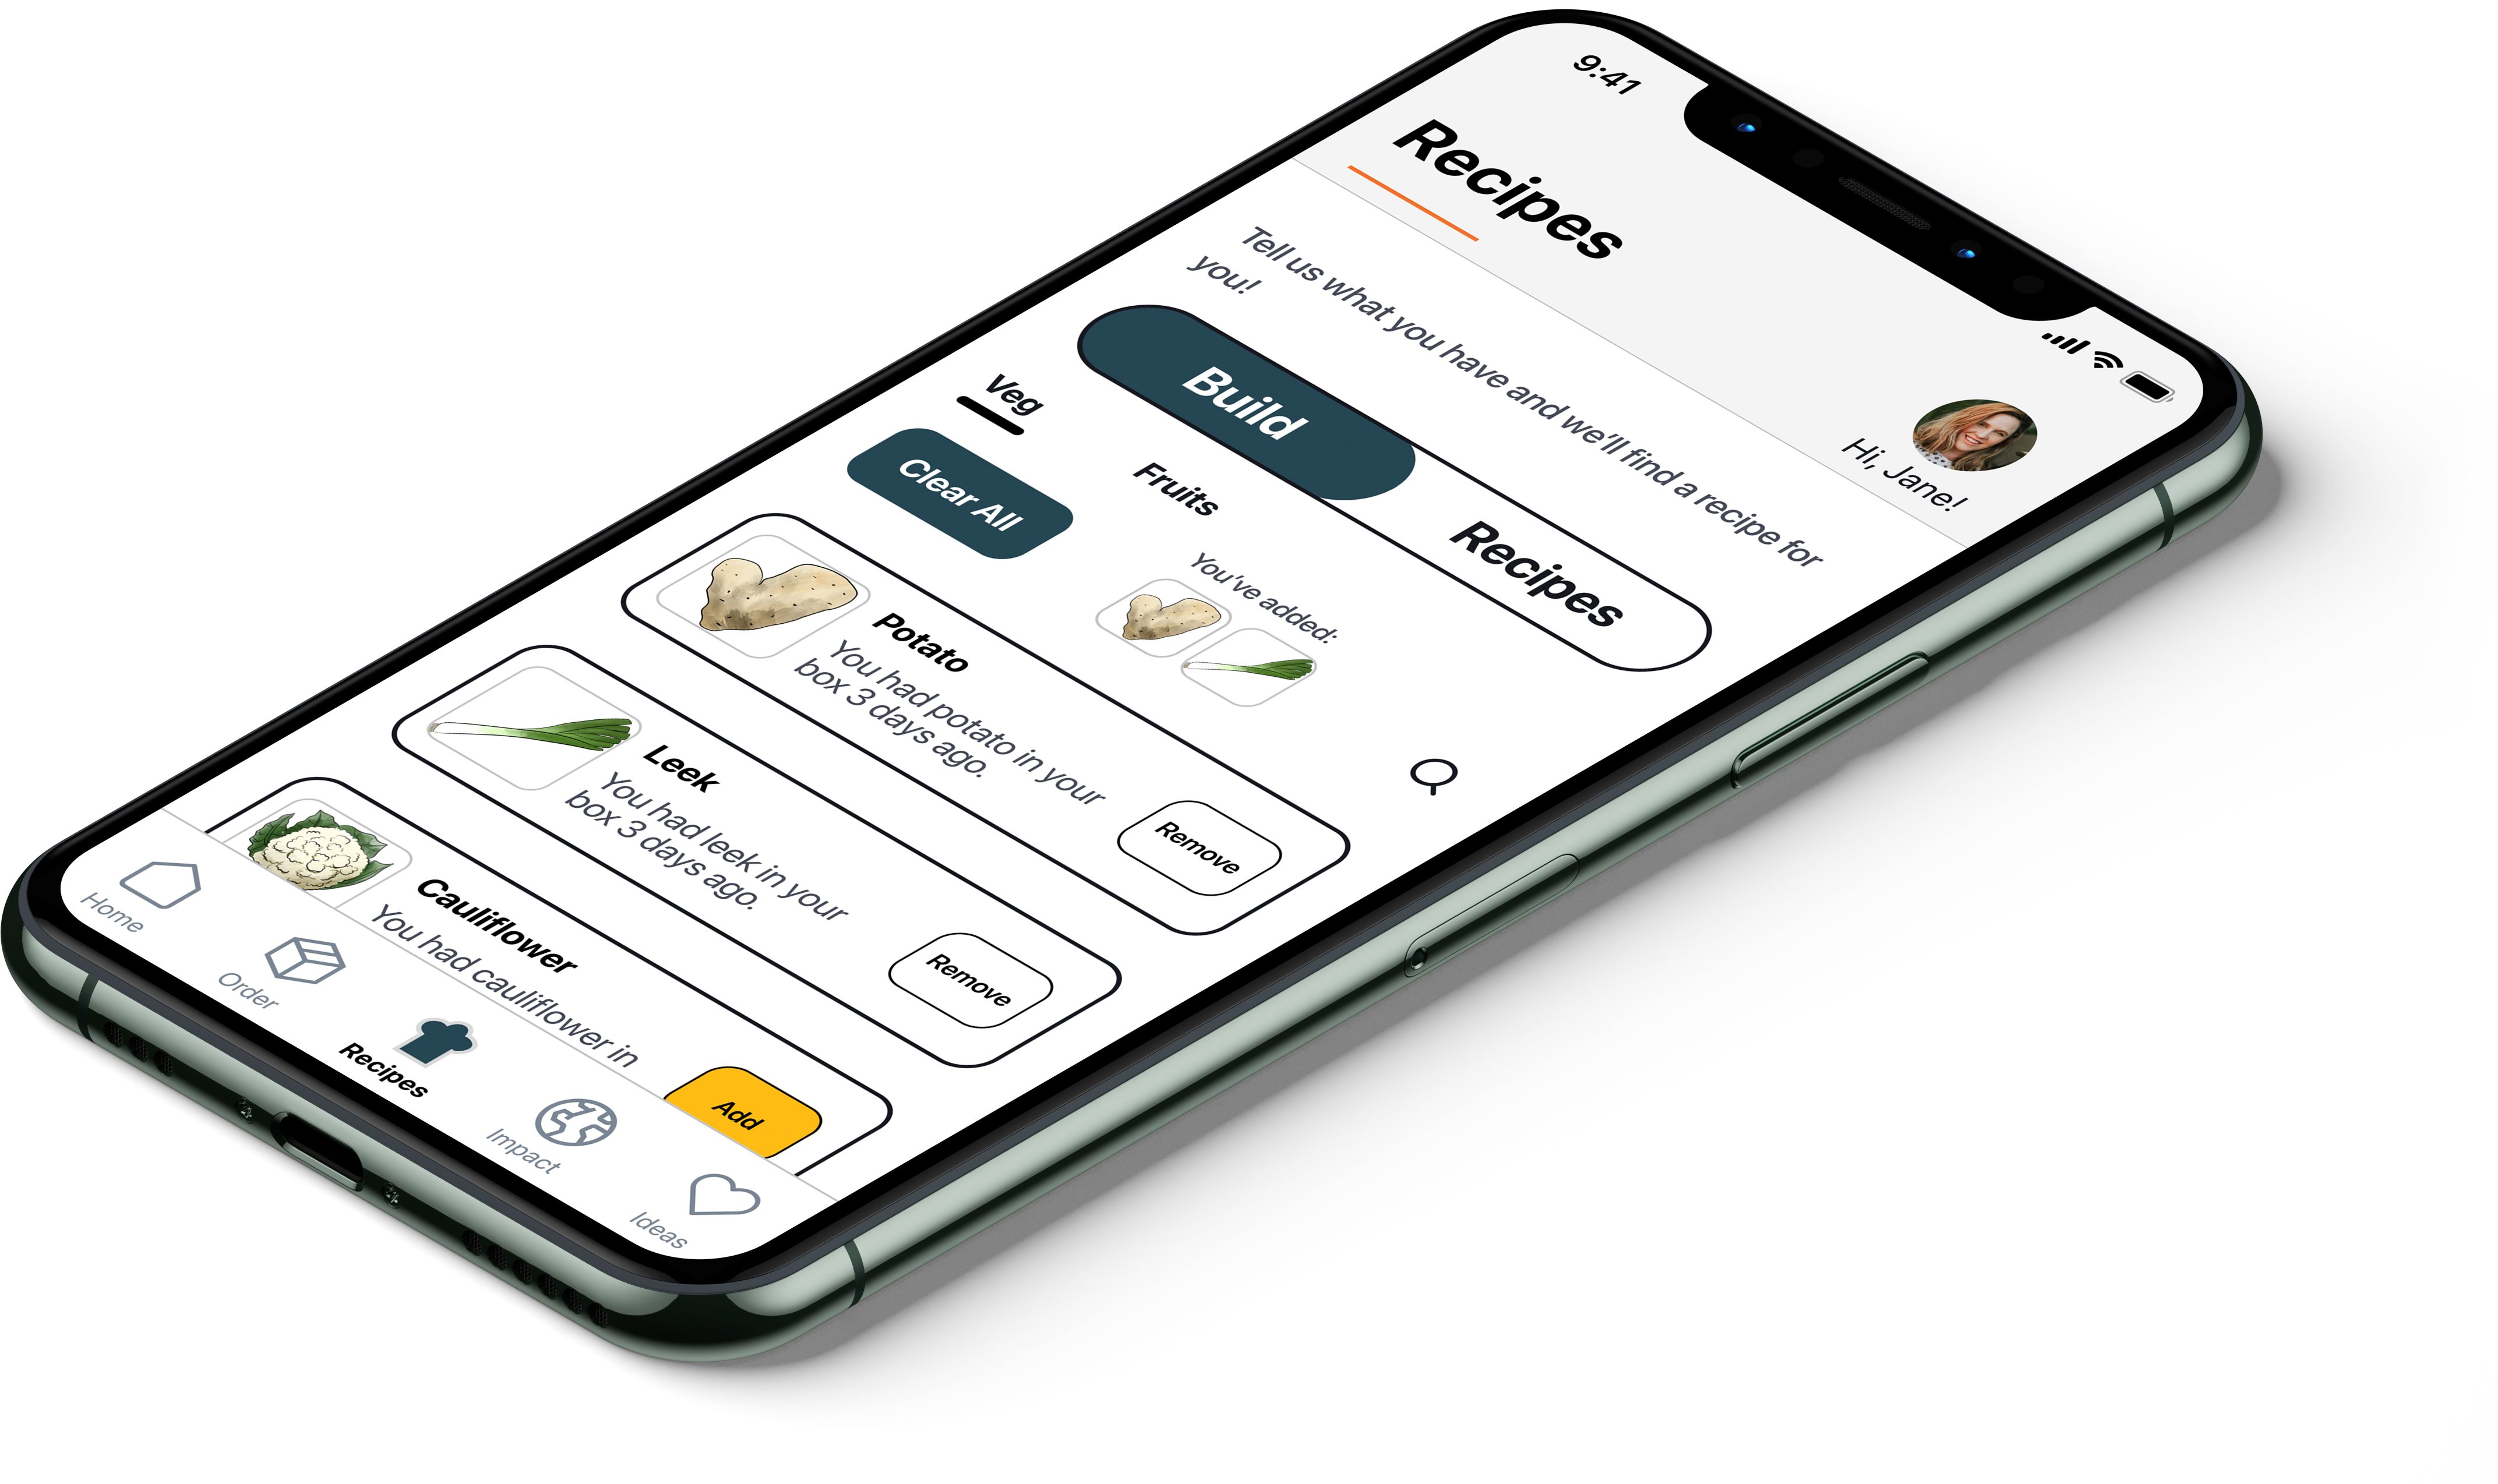 9:41
Recipes
Hi, Jane!
Tell us what you have and we'll find a recipe for
you!
Build
Recipes
Veg
Fruits
Clear All
You've added:
Potato
You had potato in your
box 3 days ago.
Remove
Leek
You had leek in your
box 3 days ago.
Remove
Cauliflower
You had cauliflower in
Add
Home
Order
Recipes
Impact
Ideas